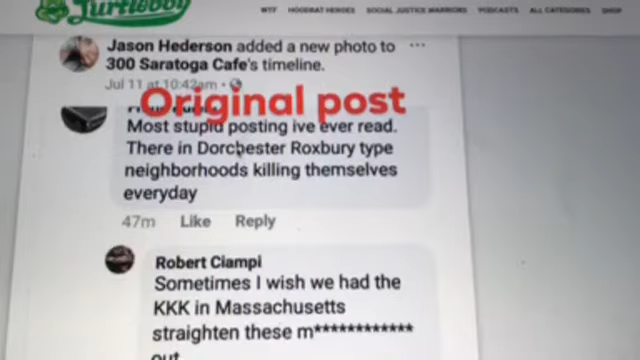 Turtleboy
WTF HOODRAT HEROES SOCIAL JUSTICE WARRIORS PODCASTS ALL CATEGORIES SHOP
Jason Hederson added a new photo to ...
300 Saratoga Cafe's timeline.
Jul 11 at 10:42am
Original post
Most stupid posting ive ever read.
There in Dorchester Roxbury type
neighborhoods killing themselves
everyday
47m Like Reply
Robert Ciampi
Sometimes I wish we had the
KKK in Massachusetts
straighten these m************
out